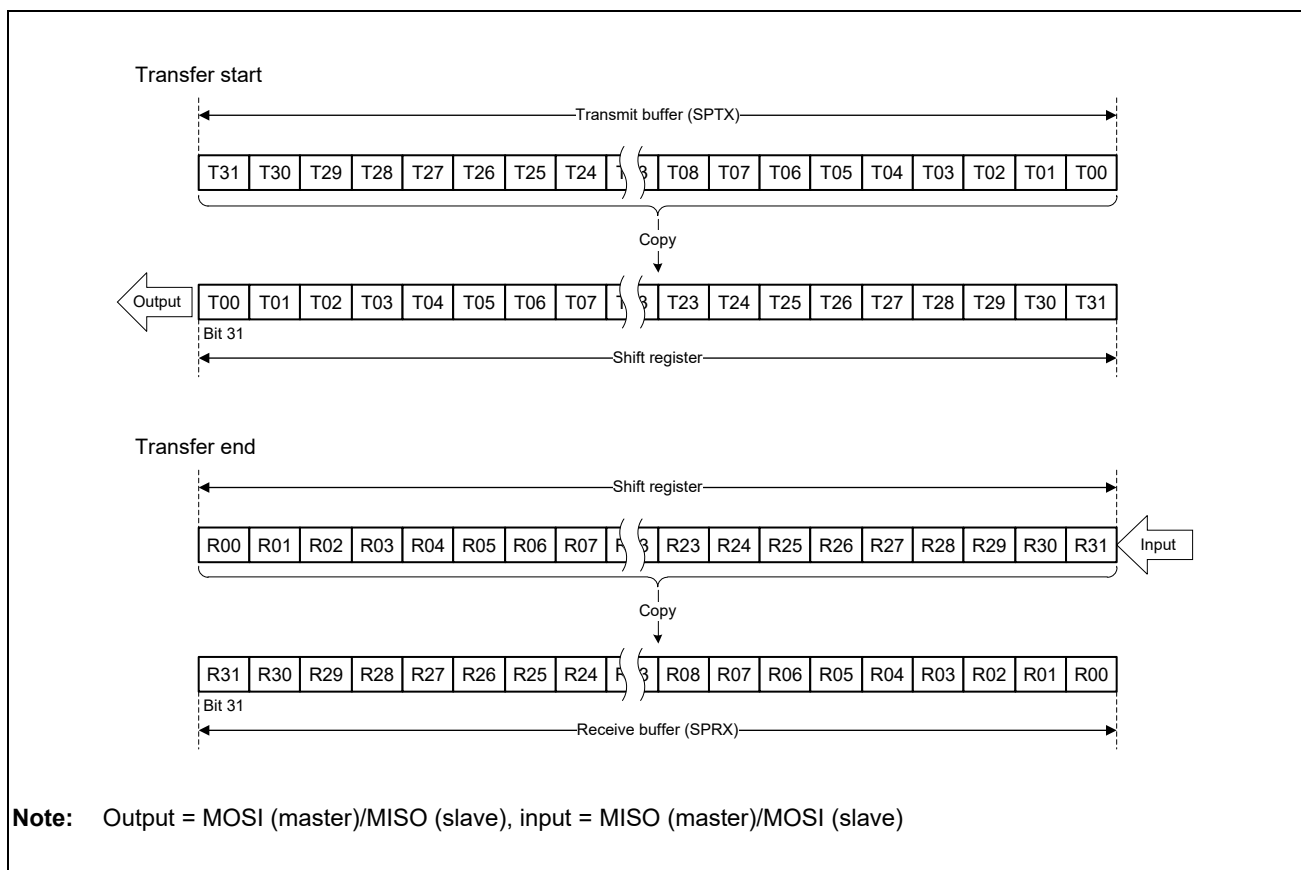 Transfer start
Transmit buffer (SPTX)
T31 T30 T29 T28 T27 T26 T25 T24 T08 T07 T06 T05 T04 T03 T02 T01 T00
Copy
Output T00 T01 T02 T03 T04 T05 T06 T07 T23 T24 T25 T26 T27 T28 T29 T30 T31
Bit 31
Shift register
Transfer end
Shift register
R00 R01 R02 R03 R04 R05 R06 R07 R23 R24 R25 R26 R27 R28 R29 R30 R31 Input
Copy
R31 R30 R29 R28 R27 R26 R25 R24 R08 R07 R06 R05 R04 R03 R02 R01 R00
Bit 31
Receive buffer (SPRX)
Note: Output = MOSI (master)/MISO (slave), input = MISO (master)/MOSI (slave)